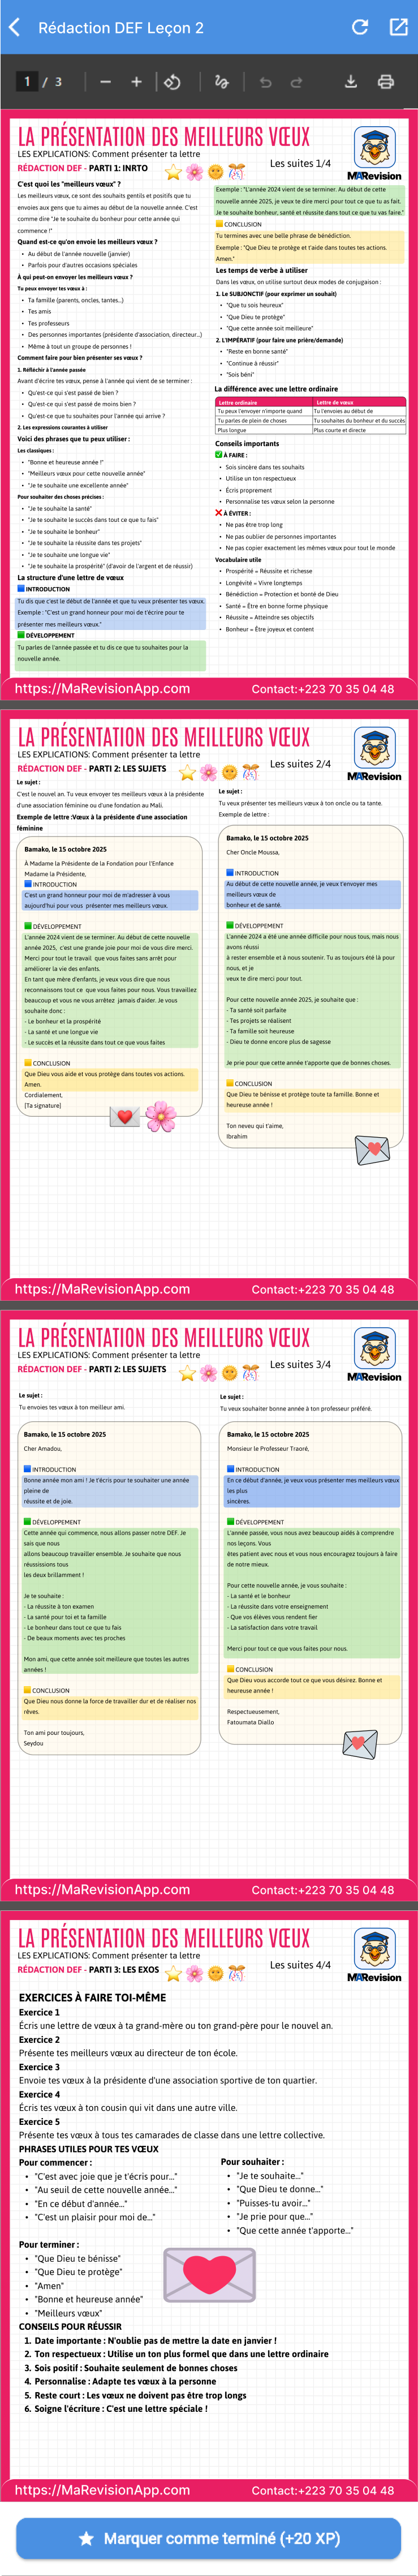 Rédaction DEF Leçon 2
1 / 3
LA PRÉSENTATION DES MEILLEURS VŒUX
LES EXPLICATIONS: Comment présenter ta lettre
RÉDACTION DEF - PARTI 1: INRTO
Les suites 1/4
MARevision
C'est quoi les "meilleurs vœux" ?
Les meilleurs vœux, ce sont des souhaits gentils et positifs que tu
envoies aux gens que tu aimes au début de la nouvelle année. C'est
comme dire "Je te souhaite du bonheur pour cette année qui
commence !"
Quand est-ce qu'on envoie les meilleurs vœux ?
• Au début de l'année nouvelle (janvier)
• Parfois pour d'autres occasions spéciales
À qui peut-on envoyer les meilleurs vœux ?
Tu peux envoyer tes vœux à :
• Ta famille (parents, oncles, tantes...)
• Tes amis
• Tes professeurs
• Des personnes importantes (présidente d'association, directeur...)
• Même à tout un groupe de personnes !
Comment faire pour bien présenter ses vœux ?
1. Réfléchir à l'année passée
Avant d'écrire tes vœux, pense à l'année qui vient de se terminer :
• Qu'est-ce qui s'est passé de bien ?
• Qu'est-ce qui s'est passé de moins bien ?
• Qu'est-ce que tu souhaites pour l'année qui arrive ?
2. Les expressions courantes à utiliser
Voici des phrases que tu peux utiliser :
Les classiques :
• "Bonne et heureuse année !"
• "Meilleurs vœux pour cette nouvelle année"
• "Je te souhaite une excellente année"
Pour souhaiter des choses précises :
• "Je te souhaite la santé"
• "Je te souhaite le succès dans tout ce que tu fais"
• "Je te souhaite le bonheur"
• "Je te souhaite la réussite dans tes projets"
• "Je te souhaite une longue vie"
• "Je te souhaite la prospérité" (d'avoir de l'argent et de réussir)
La structure d'une lettre de vœux
INTRODUCTION
Tu dis que c'est le début de l'année et que tu veux présenter tes vœux.
Exemple : "C'est un grand honneur pour moi de t'écrire pour te
présenter mes meilleurs vœux."
DÉVELOPPEMENT
Tu parles de l'année passée et tu dis ce que tu souhaites pour la
nouvelle année.
Exemple : "L'année 2024 vient de se terminer. Au début de cette
nouvelle année 2025, je veux te dire merci pour tout ce que tu as fait.
Je te souhaite bonheur, santé et réussite dans tout ce que tu vas faire."
CONCLUSION
Tu termines avec une belle phrase de bénédiction.
Exemple : "Que Dieu te protège et t'aide dans toutes tes actions.
Amen."
Les temps de verbe à utiliser
Dans les vœux, on utilise surtout deux modes de conjugaison :
1. Le SUBJONCTIF (pour exprimer un souhait)
• "Que tu sois heureux"
• "Que Dieu te protège"
• "Que cette année soit meilleure"
2. L'IMPÉRATIF (pour faire une prière/demande)
• "Reste en bonne santé"
• "Continue à réussir"
• "Sois béni"
La différence avec une lettre ordinaire
Lettre ordinaire Lettre de vœux
Tu peux l'envoyer n'importe quand Tu l'envoies au début de
Tu parles de plein de choses Tu souhaites du bonheur et du succès
Plus longue Plus courte et directe
Conseils importants
À FAIRE :
• Sois sincère dans tes souhaits
• Utilise un ton respectueux
• Écris proprement
• Personnalise tes vœux selon la personne
À ÉVITER :
• Ne pas être trop long
• Ne pas oublier de personnes importantes
• Ne pas copier exactement les mêmes vœux pour tout le monde
Vocabulaire utile
• Prospérité = Réussite et richesse
• Longévité = Vivre longtemps
• Bénédiction = Protection et bonté de Dieu
• Santé = Être en bonne forme physique
• Réussite = Atteindre ses objectifs
• Bonheur = Être joyeux et content
https://MaRevisionApp.com
Contact:+223 70 35 04 48
LA PRÉSENTATION DES MEILLEURS VŒUX
LES EXPLICATIONS: Comment présenter ta lettre
RÉDACTION DEF - PARTI 2: LES SUJETS
Les suites 2/4
MARevision
Le sujet :
C'est le nouvel an. Tu veux envoyer tes meilleurs vœux à la présidente
d'une association féminine ou d'une fondation au Mali.
Exemple de lettre :Vœux à la présidente d'une association
féminine
Bamako, le 15 octobre 2025
À Madame la Présidente de la Fondation pour l'Enfance
Madame la Présidente,
INTRODUCTION
C'est un grand honneur pour moi de m'adresser à vous
aujourd'hui pour vous présenter mes meilleurs vœux.
DÉVELOPPEMENT
L'année 2024 vient de se terminer. Au début de cette nouvelle
année 2025, c'est une grande joie pour moi de vous dire merci.
Merci pour tout le travail que vous faites sans arrêt pour
améliorer la vie des enfants.
En tant que mère d'enfants, je veux vous dire que nous
reconnaissons tout ce que vous faites pour nous. Vous travaillez
beaucoup et vous ne vous arrêtez jamais d'aider. Je vous
souhaite donc :
- Le bonheur et la prospérité
- La santé et une longue vie
- Le succès et la réussite dans tout ce que vous faites
CONCLUSION
Que Dieu vous aide et vous protège dans toutes vos actions.
Amen.
Cordialement,
[Ta signature]
Le sujet :
Tu veux présenter tes meilleurs vœux à ton oncle ou ta tante.
Exemple de lettre :
Bamako, le 15 octobre 2025
Cher Oncle Moussa,
INTRODUCTION
Au début de cette nouvelle année, je veux t'envoyer mes
meilleurs vœux de
bonheur et de santé.
DÉVELOPPEMENT
L'année 2024 a été une année difficile pour nous tous, mais nous
avons réussi
à rester ensemble et à nous soutenir. Tu as toujours été là pour
nous, et je
veux te dire merci pour tout.
Pour cette nouvelle année 2025, je souhaite que :
- Ta santé soit parfaite
- Tes projets se réalisent
- Ta famille soit heureuse
- Dieu te donne encore plus de sagesse
Je prie pour que cette année t'apporte que de bonnes choses.
CONCLUSION
Que Dieu te bénisse et protège toute ta famille. Bonne et
heureuse année !
Ton neveu qui t'aime,
Ibrahim
https://MaRevisionApp.com
Contact:+223 70 35 04 48
LA PRÉSENTATION DES MEILLEURS VŒUX
LES EXPLICATIONS: Comment présenter ta lettre
RÉDACTION DEF - PARTI 2: LES SUJETS
Les suites 3/4
MARevision
Le sujet :
Tu envoies tes vœux à ton meilleur ami.
Bamako, le 15 octobre 2025
Cher Amadou,
INTRODUCTION
Bonne année mon ami ! Je t'écris pour te souhaiter une année
pleine de
réussite et de joie.
DÉVELOPPEMENT
Cette année qui commence, nous allons passer notre DEF. Je
sais que nous
allons beaucoup travailler ensemble. Je souhaite que nous
réussissions tous
les deux brillamment !
Je te souhaite :
- La réussite à ton examen
- La santé pour toi et ta famille
- Le bonheur dans tout ce que tu fais
- De beaux moments avec tes proches
Mon ami, que cette année soit meilleure que toutes les autres
années !
CONCLUSION
Que Dieu nous donne la force de travailler dur et de réaliser nos
rêves.
Ton ami pour toujours,
Seydou
Le sujet :
Tu veux souhaiter bonne année à ton professeur préféré.
Bamako, le 15 octobre 2025
Monsieur le Professeur Traoré,
INTRODUCTION
En ce début d'année, je veux vous présenter mes meilleurs vœux
les plus
sincères.
DÉVELOPPEMENT
L'année passée, vous nous avez beaucoup aidés à comprendre
nos leçons. Vous
êtes patient avec nous et vous nous encouragez toujours à faire
de notre mieux.
Pour cette nouvelle année, je vous souhaite :
- La santé et le bonheur
- La réussite dans votre enseignement
- Que vos élèves vous rendent fier
- La satisfaction dans votre travail
Merci pour tout ce que vous faites pour nous.
CONCLUSION
Que Dieu vous accorde tout ce que vous désirez. Bonne et
heureuse année !
Respectueusement,
Fatoumata Diallo
https://MaRevisionApp.com
Contact:+223 70 35 04 48
LA PRÉSENTATION DES MEILLEURS VŒUX
LES EXPLICATIONS: Comment présenter ta lettre
RÉDACTION DEF - PARTI 3: LES EXOS
Les suites 4/4
MARevision
EXERCICES À FAIRE TOI-MÊME
Exercice 1
Écris une lettre de vœux à ta grand-mère ou ton grand-père pour le nouvel an.
Exercice 2
Présente tes meilleurs vœux au directeur de ton école.
Exercice 3
Envoie tes vœux à la présidente d'une association sportive de ton quartier.
Exercice 4
Écris tes vœux à ton cousin qui vit dans une autre ville.
Exercice 5
Présente tes vœux à tous tes camarades de classe dans une lettre collective.
PHRASES UTILES POUR TES VŒUX
Pour commencer :
• "C'est avec joie que je t'écris pour..."
• "Au seuil de cette nouvelle année..."
• "En ce début d'année..."
• "C'est un plaisir pour moi de..."
Pour souhaiter :
• "Je te souhaite..."
• "Que Dieu te donne..."
• "Puisses-tu avoir..."
• "Je prie pour que..."
• "Que cette année t'apporte..."
Pour terminer :
• "Que Dieu te bénisse"
• "Que Dieu te protège"
• "Amen"
• "Bonne et heureuse année"
• "Meilleurs vœux"
CONSEILS POUR RÉUSSIR
1. Date importante : N'oublie pas de mettre la date en janvier !
2. Ton respectueux : Utilise un ton plus formel que dans une lettre ordinaire
3. Sois positif : Souhaite seulement de bonnes choses
4. Personnalise : Adapte tes vœux à la personne
5. Reste court : Les vœux ne doivent pas être trop longs
6. Soigne l'écriture : C'est une lettre spéciale !
https://MaRevisionApp.com
Contact:+223 70 35 04 48
Marquer comme terminé (+20 XP)